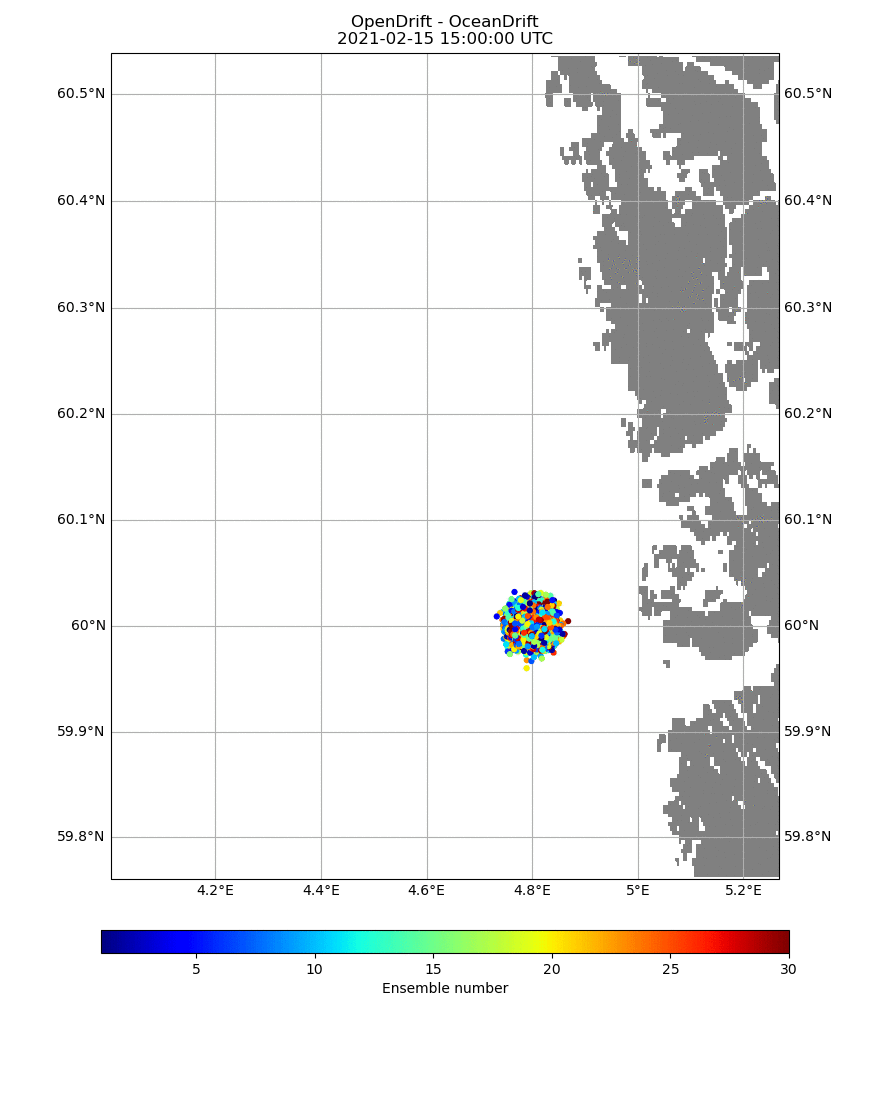 OpenDrift - OceanDrift
2021-02-15 15:00:00 UTC
60.5°N 60.5°N
60.4°N 60.4°N
60.3°N 60.3°N
60.2°N 60.2°N
60.1°N 60.1°N
60°N 60°N
59.9°N 59.9°N
59.8°N 59.8°N
4.2°E 4.4°E 4.6°E 4.8°E 5°E 5.2°E
5 10 15 20 25 30
Ensemble number